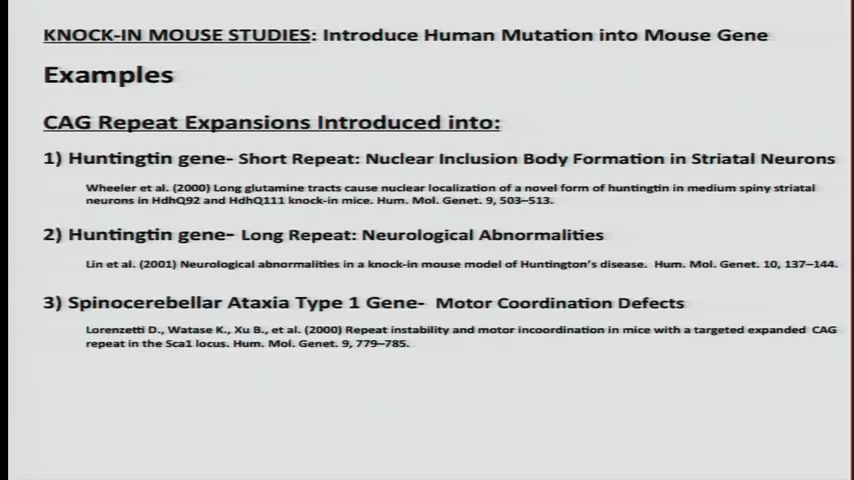 KNOCK-IN MOUSE STUDIES: Introduce Human Mutation into Mouse Gene
Examples
CAG Repeat Expansions Introduced into:
1) Huntingtin gene- Short Repeat: Nuclear Inclusion Body Formation in Striatal Neurons
Wheeler et al. (2000) Long glutamine tracts cause nuclear localization of a novel form of huntingtin in medium spiny striatal
neurons in HdhQ92 and HdhQ111 knock-in mice. Hum. Mol. Genet. 9, 503–513.
2) Huntingtin gene- Long Repeat: Neurological Abnormalities
Lin et al. (2001) Neurological abnormalities in a knock-in mouse model of Huntington's disease. Hum. Mol. Genet. 10, 137–144.
3) Spinocerebellar Ataxia Type 1 Gene- Motor Coordination Defects
Lorenzetti D., Watase K., Xu B., et al. (2000) Repeat instability and motor incoordination in mice with a targeted expanded CAG
repeat in the Sca1 locus. Hum. Mol. Genet. 9, 779–785.